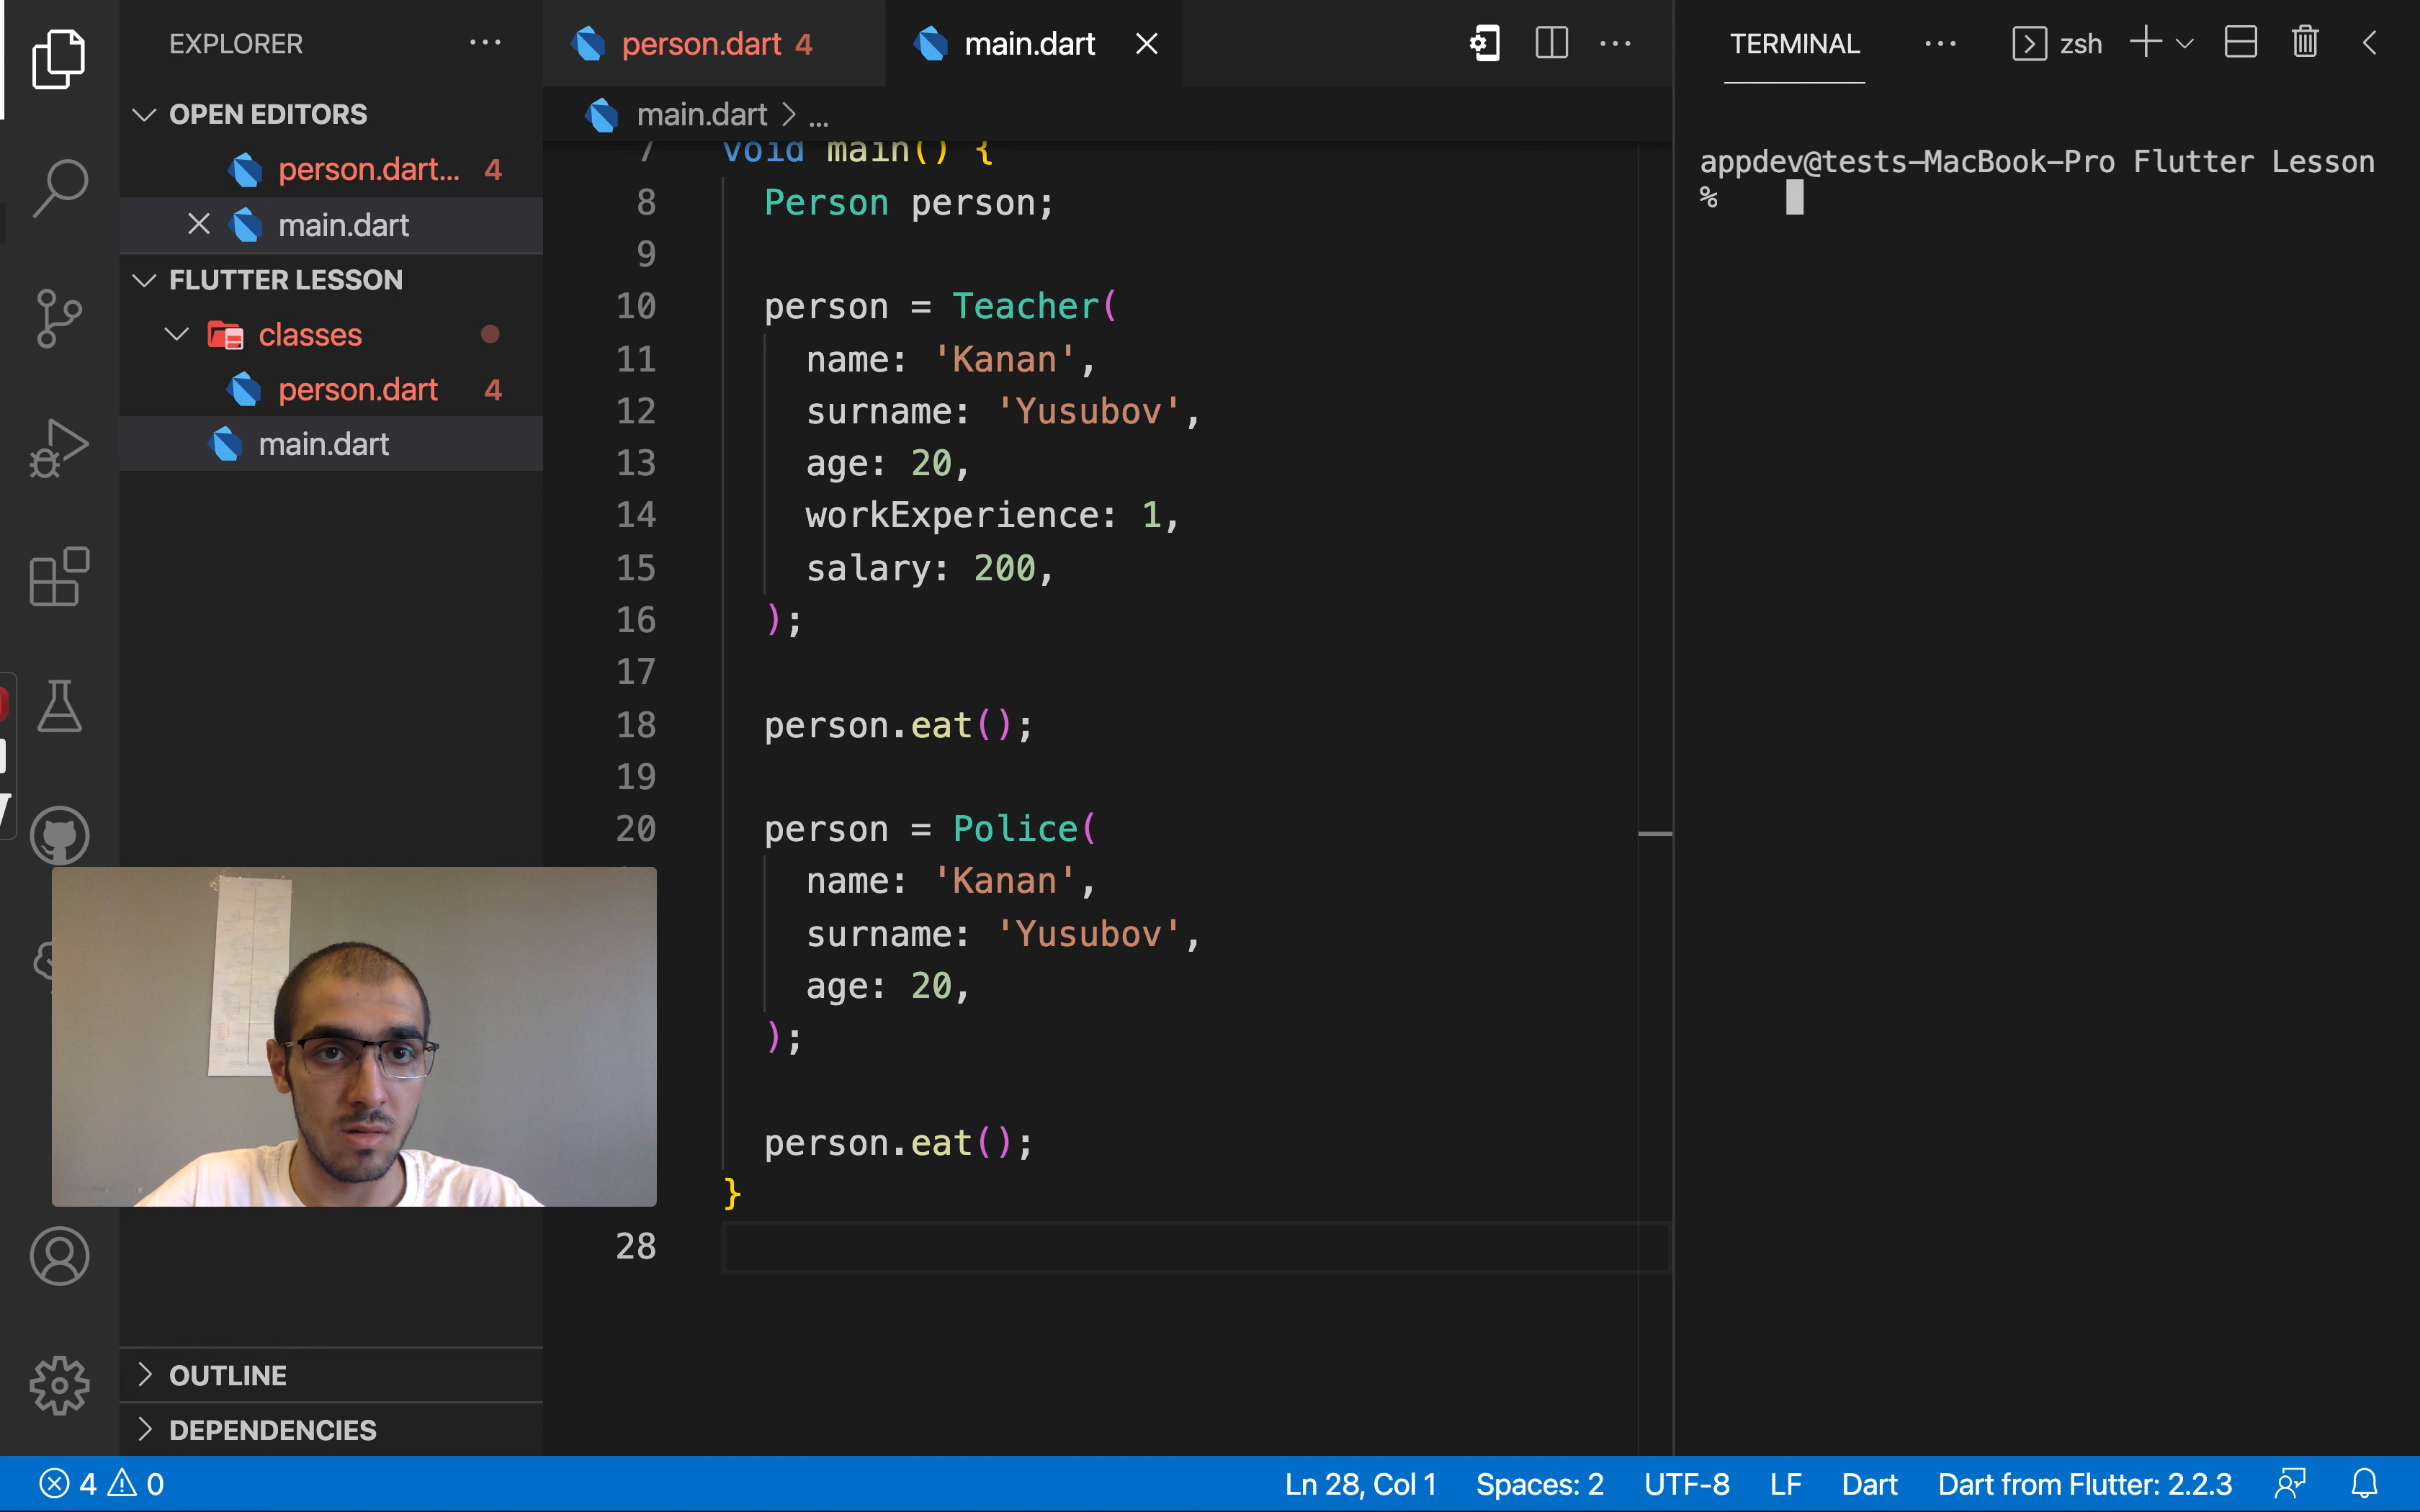 EXPLORER
OPEN EDITORS
person.dart... 4
main.dart
FLUTTER LESSON
classes
person.dart 4
main.dart
OUTLINE
DEPENDENCIES
person.dart 4
main.dart
main.dart > ...
7 void main() {
8 Person person;
9
10 person = Teacher(
11 name: 'Kanan',
12 surname: 'Yusubov',
13 age: 20,
14 workExperience: 1,
15 salary: 200,
16 );
17
18 person.eat();
19
20 person = Police(
name: 'Kanan',
surname: 'Yusubov',
age: 20,
);
person.eat();
}
28
TERMINAL
zsh
appdev@tests-MacBook-Pro Flutter Lesson
%
4 0
Ln 28, Col 1
Spaces: 2
UTF-8
LF
Dart
Dart from Flutter: 2.2.3